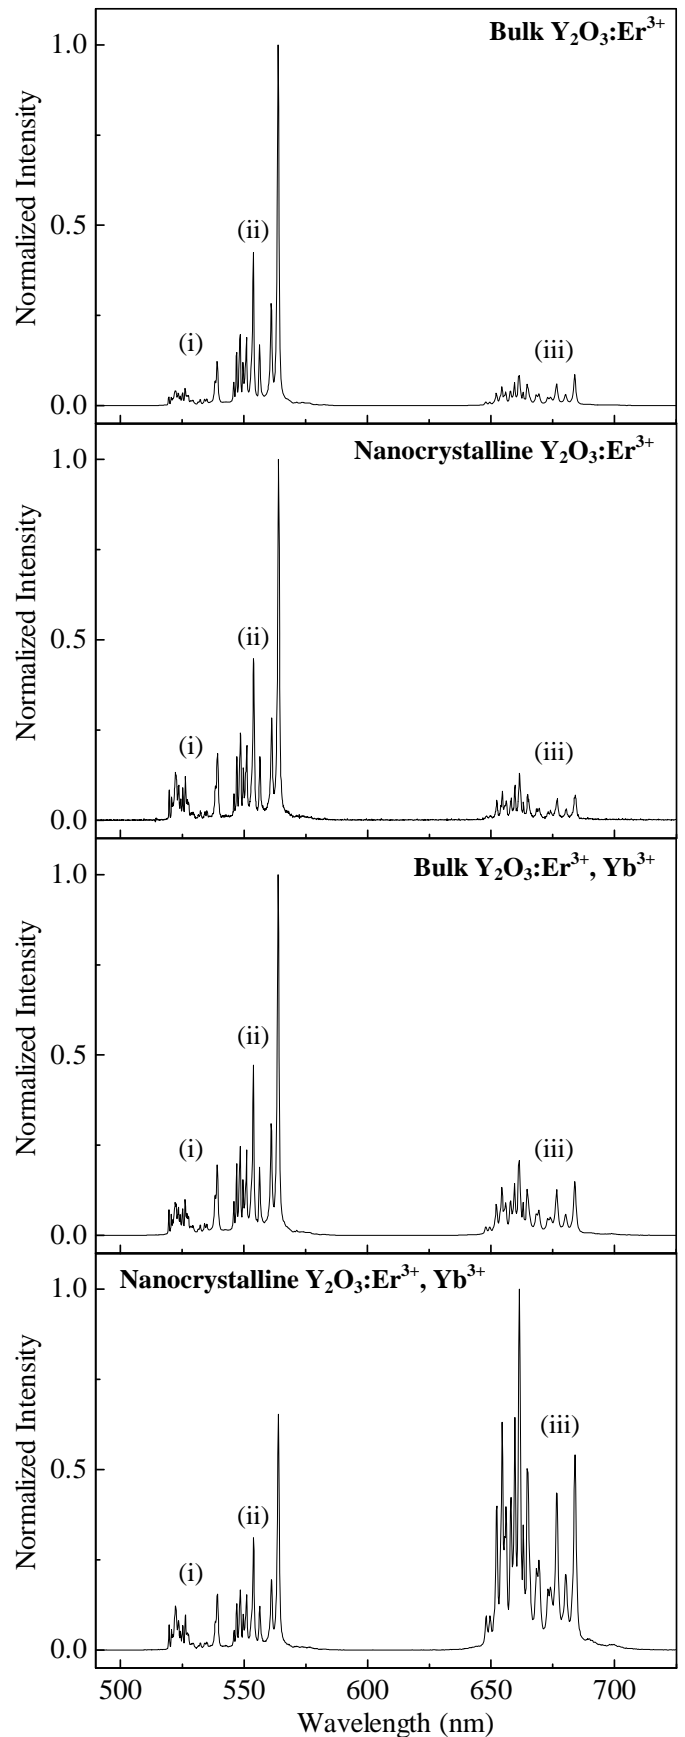 Bulk Y₂O₃:Er³⁺
Normalized Intensity
1.0
0.5
0.0
(i)
(ii)
(iii)
Nanocrystalline Y₂O₃:Er³⁺
Normalized Intensity
1.0
0.5
0.0
(i)
(ii)
(iii)
Bulk Y₂O₃:Er³⁺, Yb³⁺
Normalized Intensity
1.0
0.5
0.0
(i)
(ii)
(iii)
Nanocrystalline Y₂O₃:Er³⁺, Yb³⁺
Normalized Intensity
1.0
0.5
0.0
(i)
(ii)
(iii)
500 550 600 650 700
Wavelength (nm)